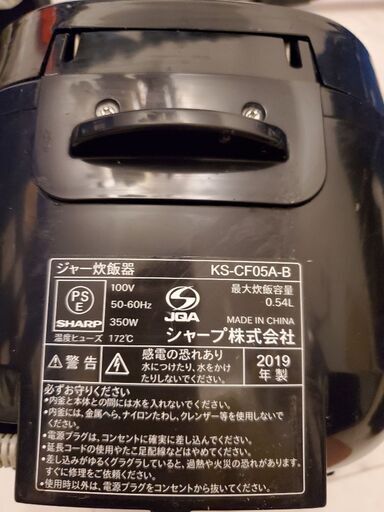 ジャー炊飯器
KS-CF05A-B
PS
E
SHARP
100V
50-60Hz
350W
温度ヒューズ 172℃
JQA
最大炊飯容量
0.54L
MADE IN CHINA
シャープ株式会社
⚠警告
感電の恐れあり
水につけたり、水をかけ
たりしないでください。
2019
年製
必ずお守りください
•内釜と本体との間には水を入れないでください。
•内釜には、金属へら、ナイロンたわし、クレンザー等を使用しない
でください。
•電源プラグは、コンセントに確実に差し込んでください。
•延長コードの使用やたこ足配線などはやめてください。
•差し込みがゆるくグラグラしていると、過熱や火災の恐れがあります。
すぐに修理をご依頼ください。
•使用時以外は、電源プラグをコンセントから抜いてください。